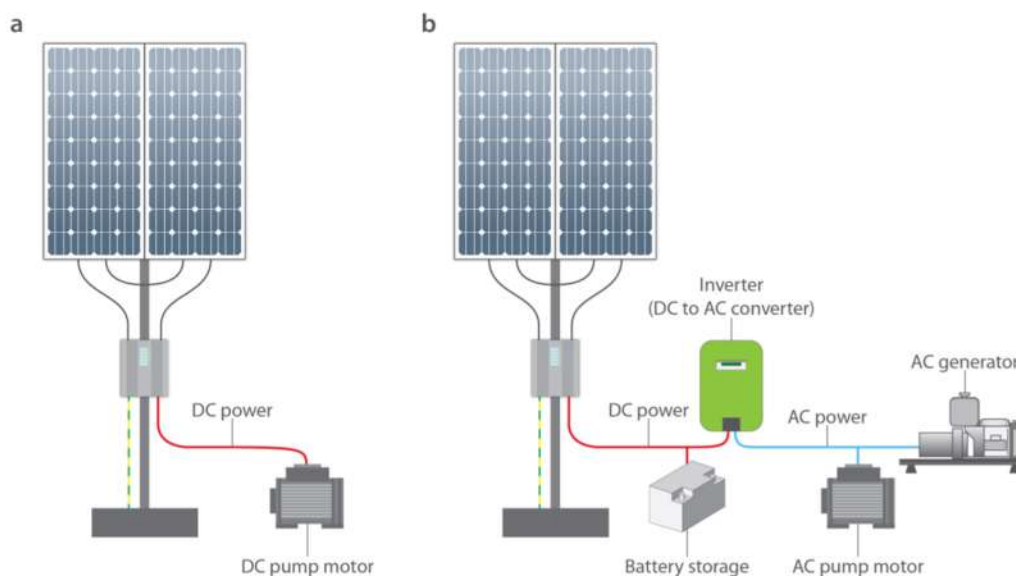 a
b
Inverter
(DC to AC converter)
AC generator
DC power
DC power
AC power
DC pump motor
Battery storage
AC pump motor